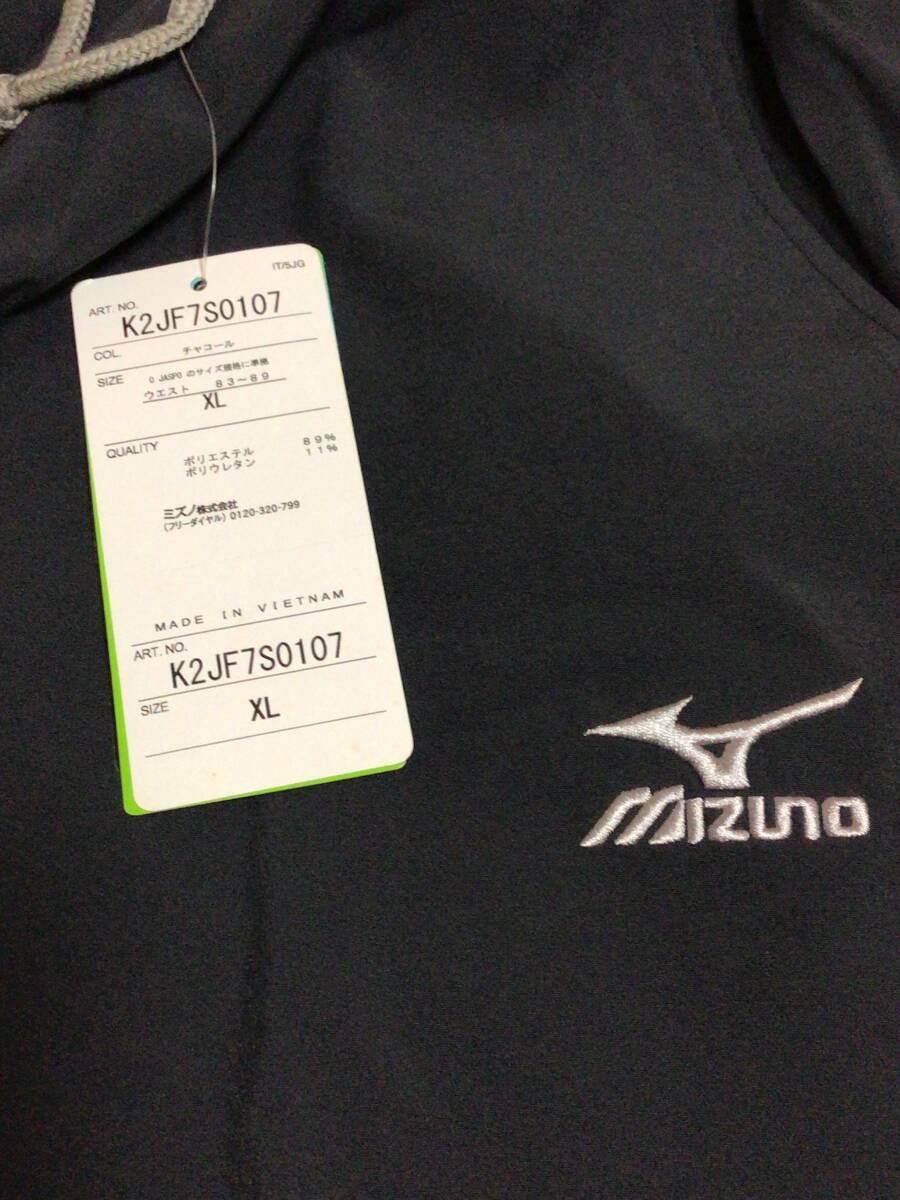 IT/5JG
ART. NO.
K2JF7S0107
COL. チャコール
SIZE O JASPO のサイズ規格に準拠
ウエスト 83~89
XL
QUALITY
ポリエステル 89%
ポリウレタン 11%
ミズノ株式会社
(フリーダイヤル) 0120-320-799
MADE IN VIETNAM
ART. NO.
K2JF7S0107
SIZE XL
MIZUNO